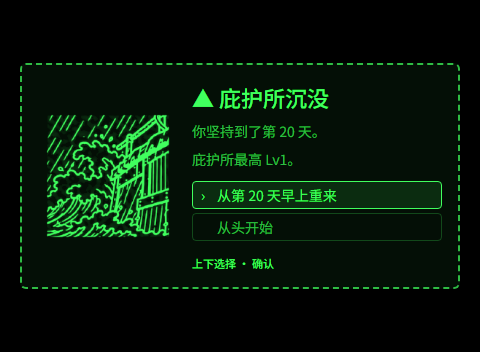 ▲ 庇护所沉没
你坚持到了第 20 天。
庇护所最高 Lv1。
› 从第 20 天早上重来
从头开始
上下选择 · 确认